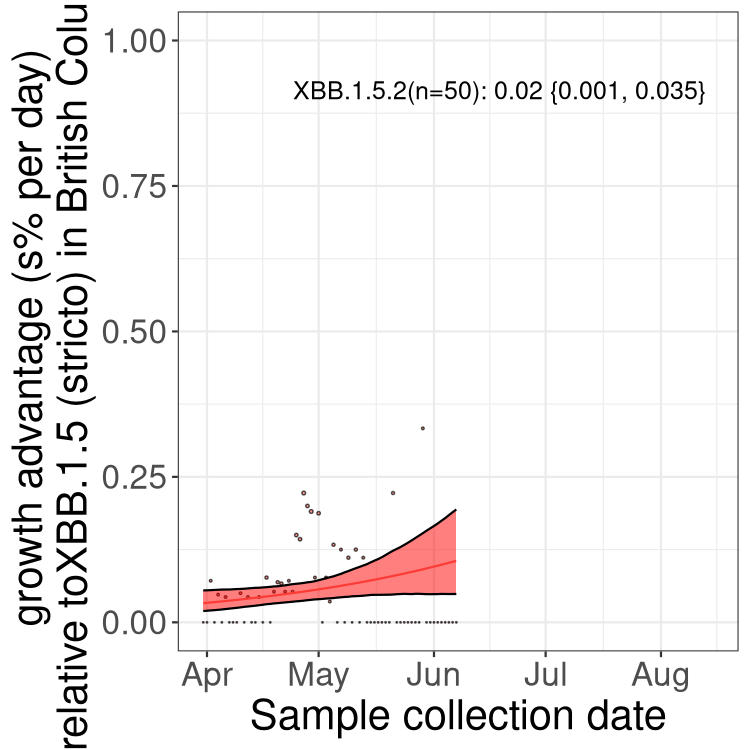 growth advantage (s% per day)
relative toXBB.1.5 (stricto) in British Colu
1.00
0.75
0.50
0.25
0.00
XBB.1.5.2(n=50): 0.02 {0.001, 0.035}
Apr May Jun Jul Aug
Sample collection date